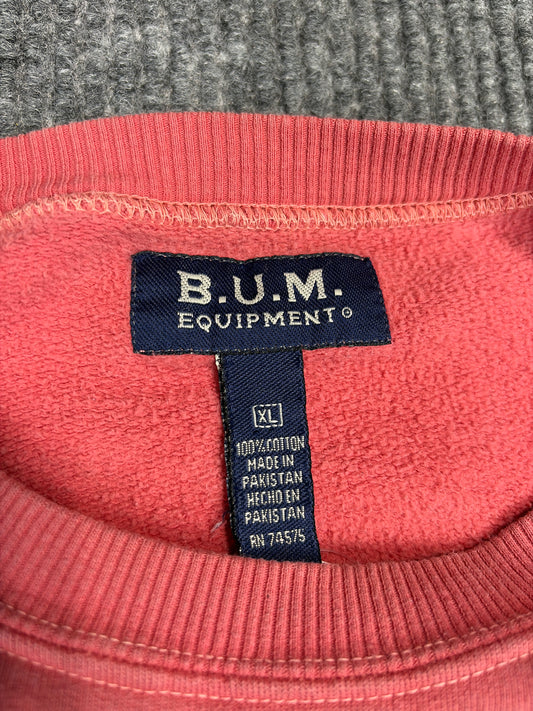 B.U.M.
EQUIPMENT®
XL
100% COTTON
MADE IN
PAKISTAN
HECHO EN
PAKISTAN
RN 74575